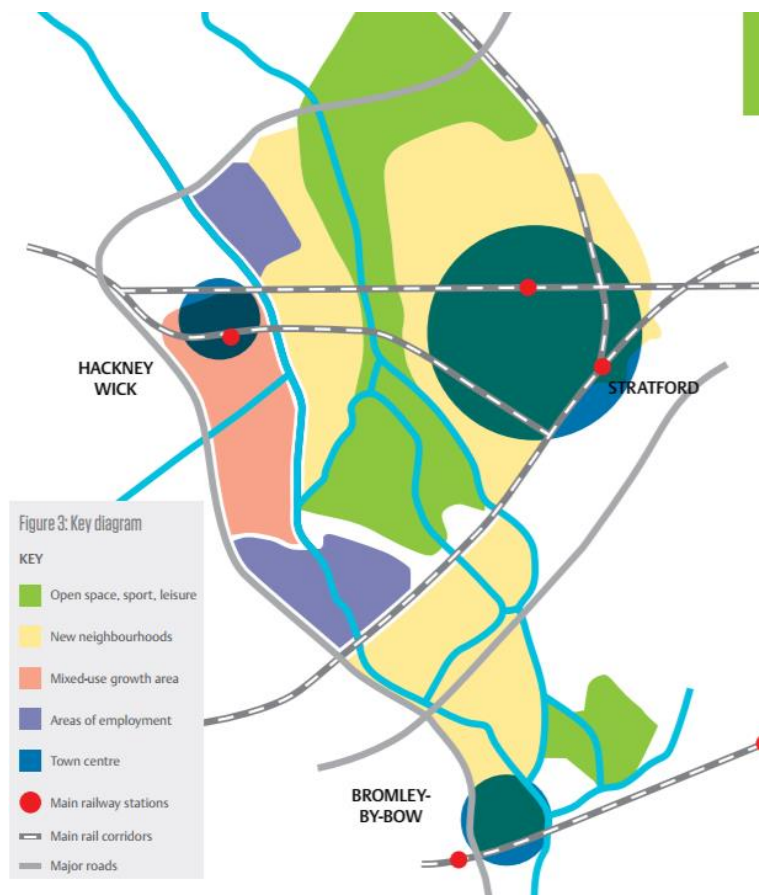 HACKNEY
WICK
STRATFORD
Figure 3: Key diagram
KEY
Open space, sport, leisure
New neighbourhoods
Mixed-use growth area
Areas of employment
Town centre
Main railway stations
Main rail corridors
Major roads
BROMLEY-
BY-BOW